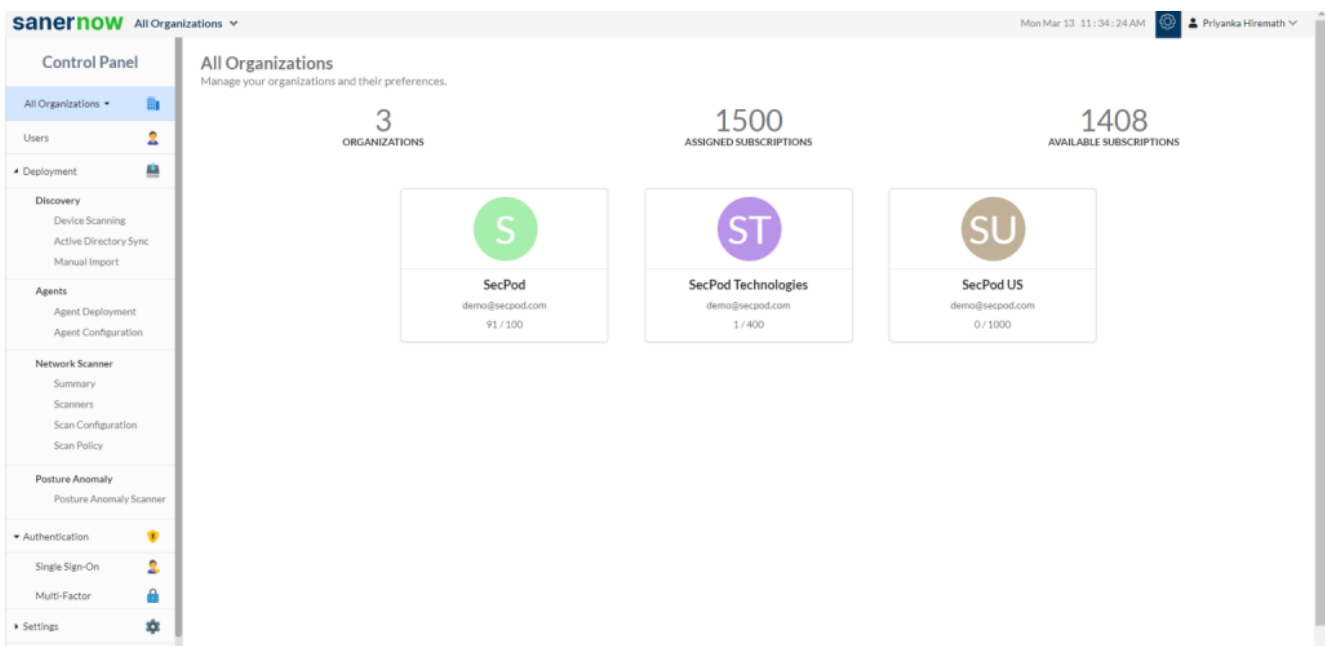 sanernow All Organizations
Mon Mar 13 11:34:24 AM Priyanka Hiremath
Control Panel
All Organizations
Users
Deployment
Discovery
Device Scanning
Active Directory Sync
Manual Import
Agents
Agent Deployment
Agent Configuration
Network Scanner
Summary
Scanners
Scan Configuration
Scan Policy
Posture Anomaly
Posture Anomaly Scanner
Authentication
Single Sign-On
Multi-Factor
Settings
All Organizations
Manage your organizations and their preferences.
3
ORGANIZATIONS
1500
ASSIGNED SUBSCRIPTIONS
1408
AVAILABLE SUBSCRIPTIONS
S
SecPod
demo@secpod.com
91 / 100
ST
SecPod Technologies
demo@secpod.com
1 / 400
SU
SecPod US
demo@secpod.com
0 / 1000